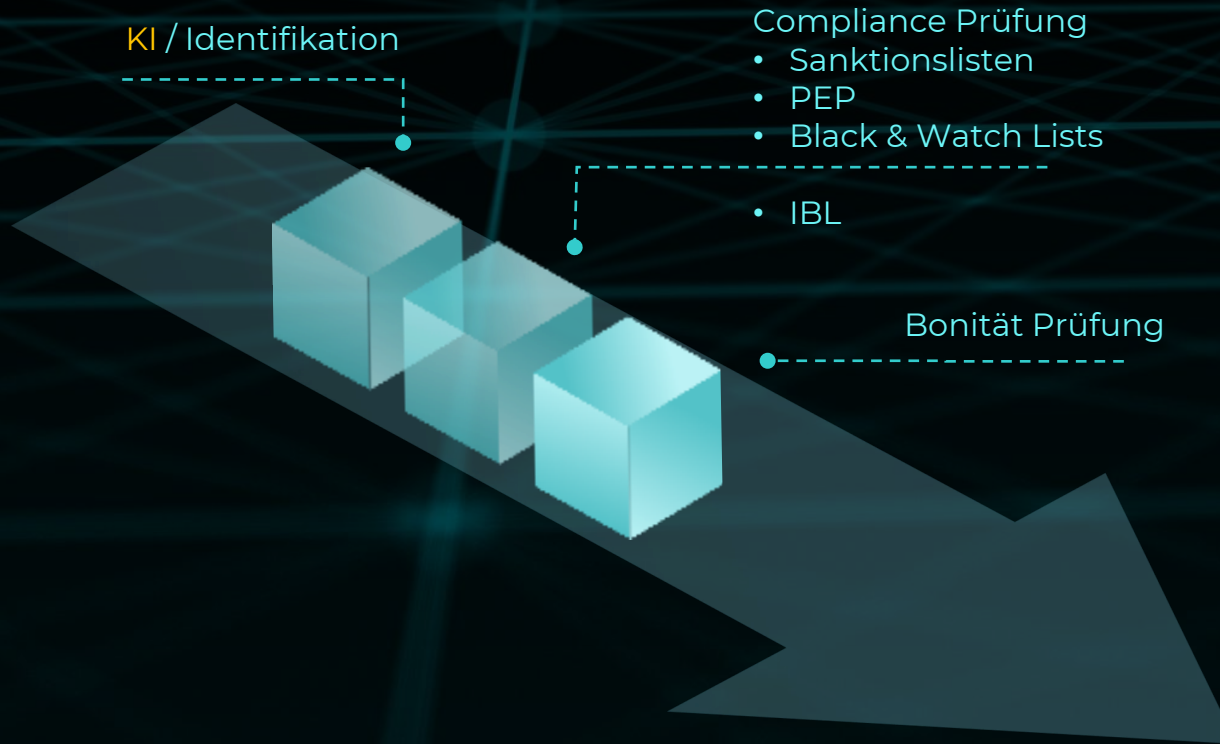 KI / Identifikation
Compliance Prüfung
• Sanktionslisten
• PEP
• Black & Watch Lists
• IBL
Bonität Prüfung